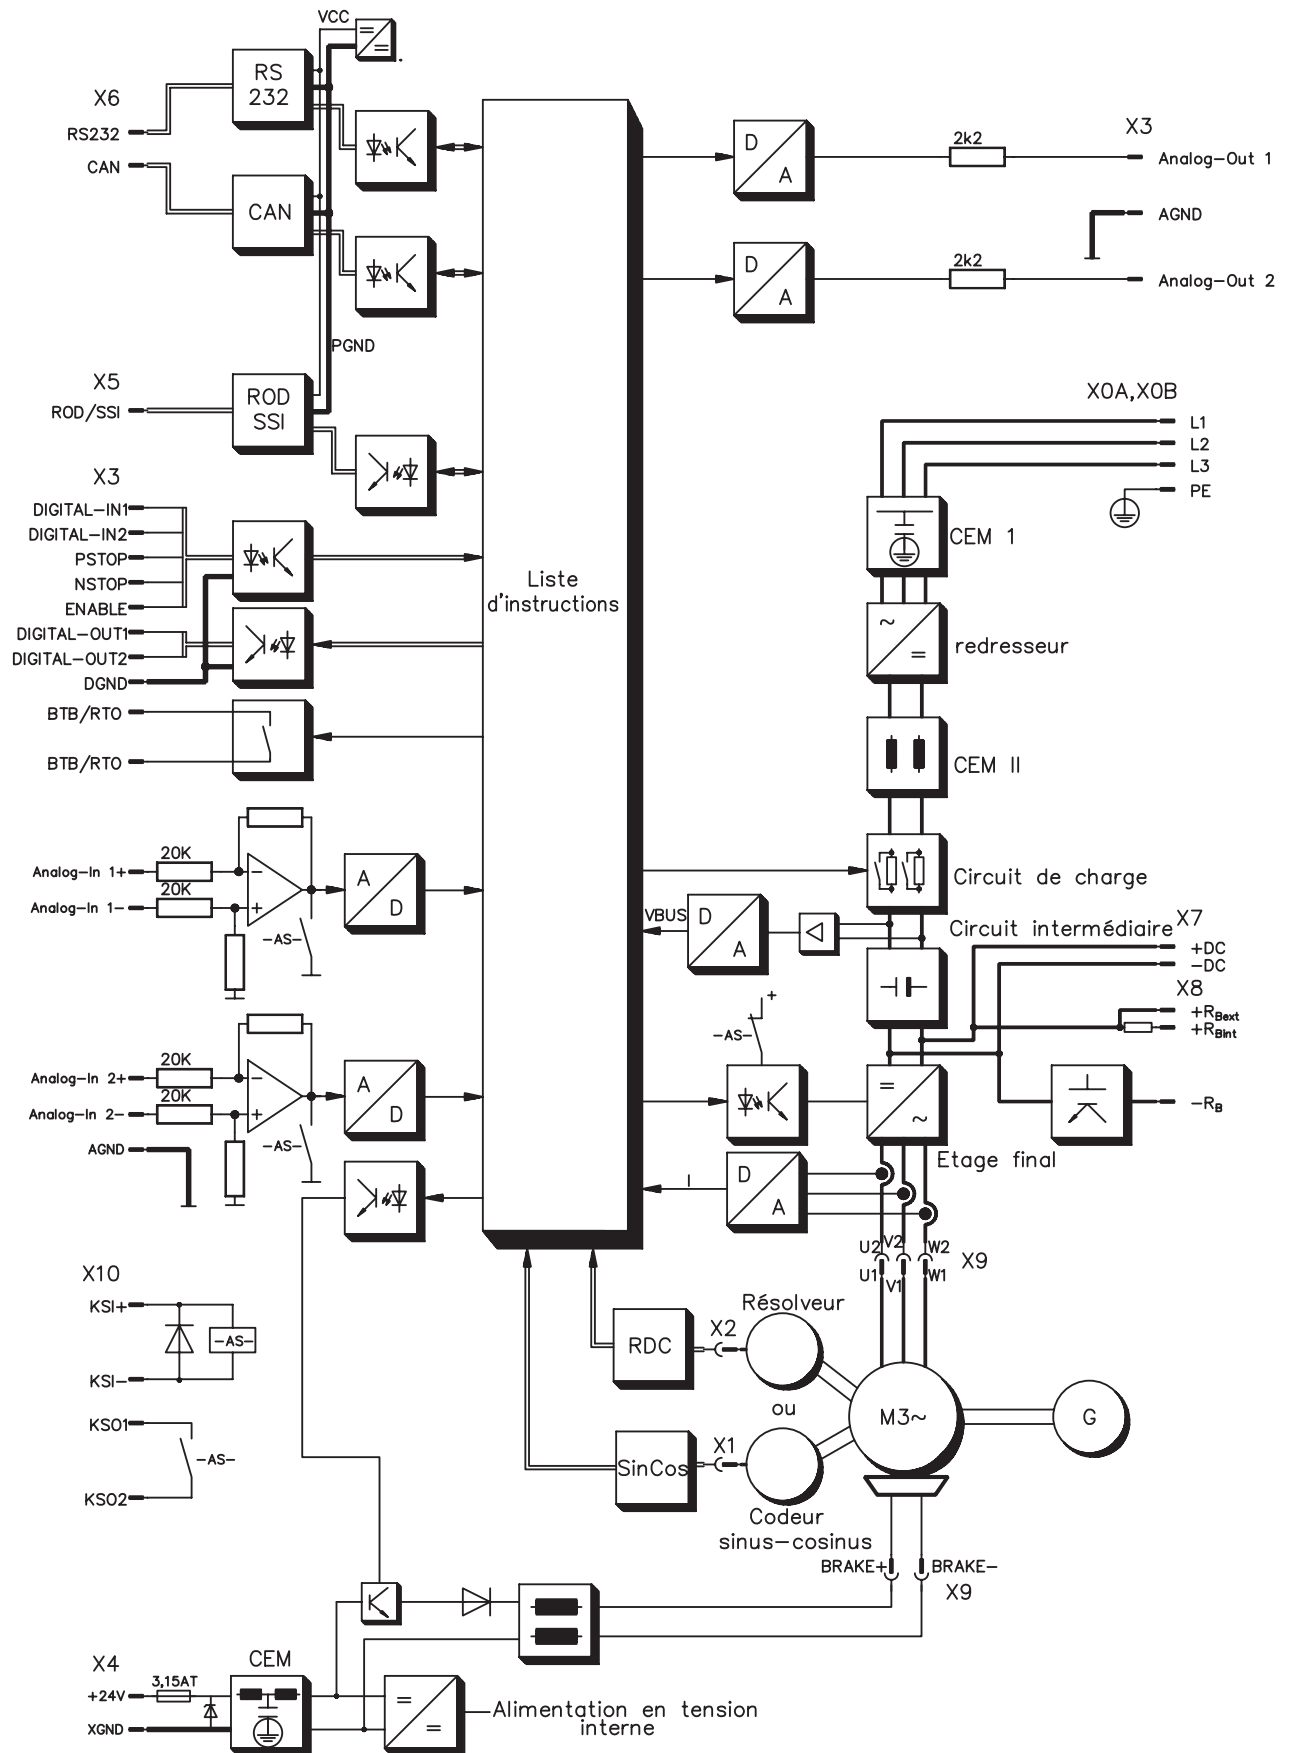 VCC
RS
232
X6
RS232
CAN
CAN
PGND
X5
ROD/SSI
ROD
SSI
X3
DIGITAL-IN1
DIGITAL-IN2
PSTOP
NSTOP
ENABLE
DIGITAL-OUT1
DIGITAL-OUT2
DGND
BTB/RTO
BTB/RTO
Liste
d'instructions
D
A
2k2
X3
Analog-Out 1
AGND
D
A
2k2
Analog-Out 2
X0A,X0B
L1
L2
L3
PE
CEM 1
~
=
redresseur
CEM II
Circuit de charge
Circuit intermédiaire
X7
+DC
-DC
X8
+RBext
+RBint
-RB
VBUS
D
A
+
-AS-
=
~
Etage final
D
A
I
20K
Analog-In 1+
20K
Analog-In 1-
-
+
-AS-
A
D
20K
Analog-In 2+
20K
Analog-In 2-
-
+
-AS-
A
D
AGND
U2
V2
W2
X9
U1
V1
W1
X10
KSI+
-AS-
KSI-
KSO1
-AS-
KSO2
Résolveur
RDC
X2
ou
M3~
G
SinCos
X1
Codeur
sinus-cosinus
BRAKE+
BRAKE-
X9
X4
3,15AT
CEM
+24V
XGND
=
=
Alimentation en tension
interne